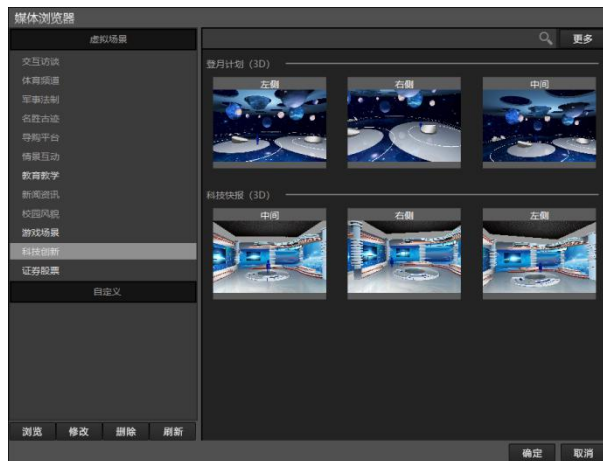 媒体浏览器
虚拟场景
更多
交互访谈
体育频道
军事法制
名胜古迹
导购平台
情景互动
教育教学
新闻资讯
校园风貌
游戏场景
科技创新
证券股票
自定义
登月计划 (3D)
左侧 右侧 中间
科技快报 (3D)
中间 右侧 左侧
浏览 修改 删除 刷新
确定 取消